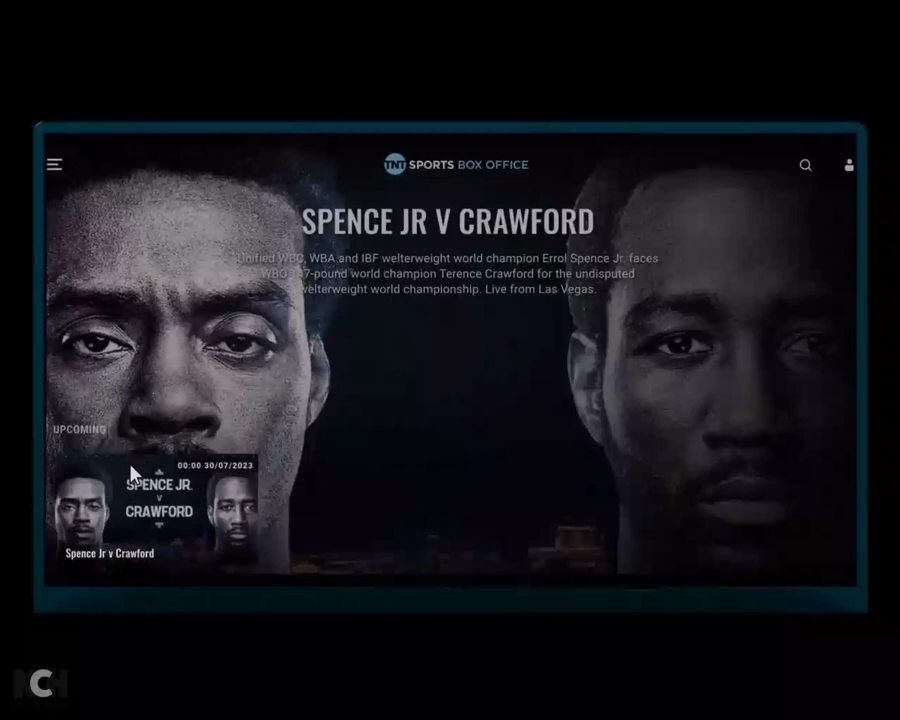 TNT SPORTS BOX OFFICE
SPENCE JR V CRAWFORD
Unified WBC, WBA and IBF welterweight world champion Errol Spence Jr. faces
WBO 147-pound world champion Terence Crawford for the undisputed
welterweight world championship. Live from Las Vegas.
UPCOMING
00:00 30/07/2023
SPENCE JR.
V
CRAWFORD
Spence Jr v Crawford
NCH